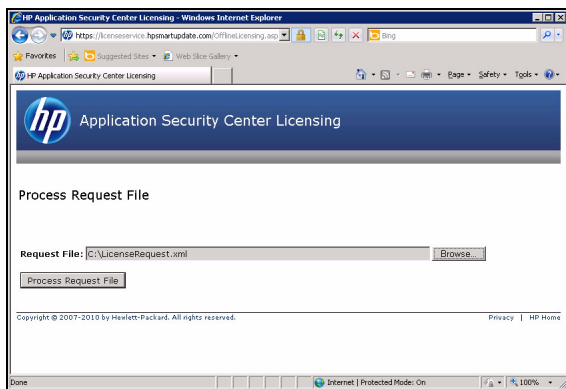 HP Application Security Center Licensing - Windows Internet Explorer
https://licenseservice.hpsmartupdate.com/OfflineLicensing.asp
Bing
Favorites Suggested Sites Web Slice Gallery
HP Application Security Center Licensing
Page Safety Tools
hp Application Security Center Licensing
Process Request File
Request File: C:\LicenseRequest.xml Browse...
Process Request File
Copyright © 2007-2010 by Hewlett-Packard. All rights reserved. Privacy | HP Home
Done Internet | Protected Mode: On 100%